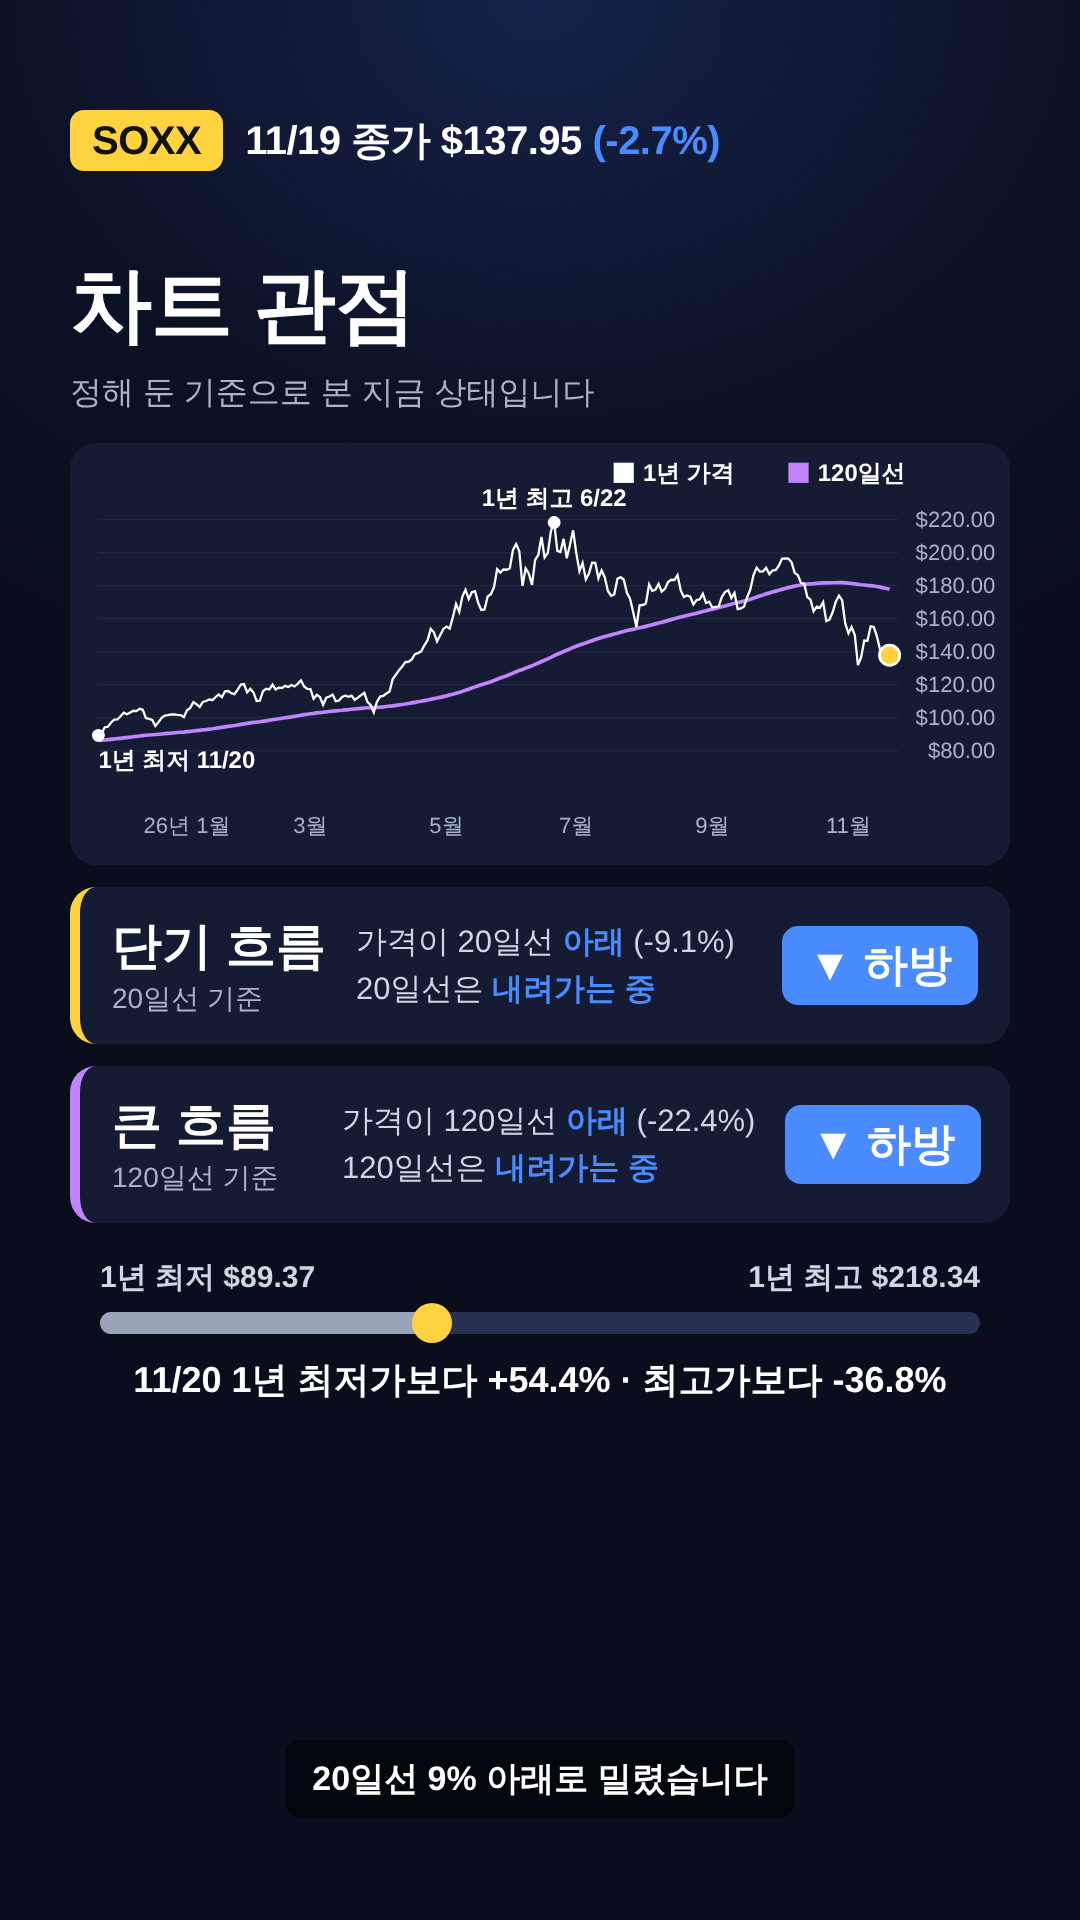 SOXX 11/19 종가 $137.95 (-2.7%)
차트 관점
정해 둔 기준으로 본 지금 상태입니다
1년 가격 120일선
1년 최고 6/22
$220.00
$200.00
$180.00
$160.00
$140.00
$120.00
$100.00
$80.00
1년 최저 11/20
26년 1월 3월 5월 7월 9월 11월
단기 흐름
20일선 기준
가격이 20일선 아래 (-9.1%)
20일선은 내려가는 중
▼ 하방
큰 흐름
120일선 기준
가격이 120일선 아래 (-22.4%)
120일선은 내려가는 중
▼ 하방
1년 최저 $89.37 1년 최고 $218.34
11/20 1년 최저가보다 +54.4% · 최고가보다 -36.8%
20일선 9% 아래로 밀렸습니다